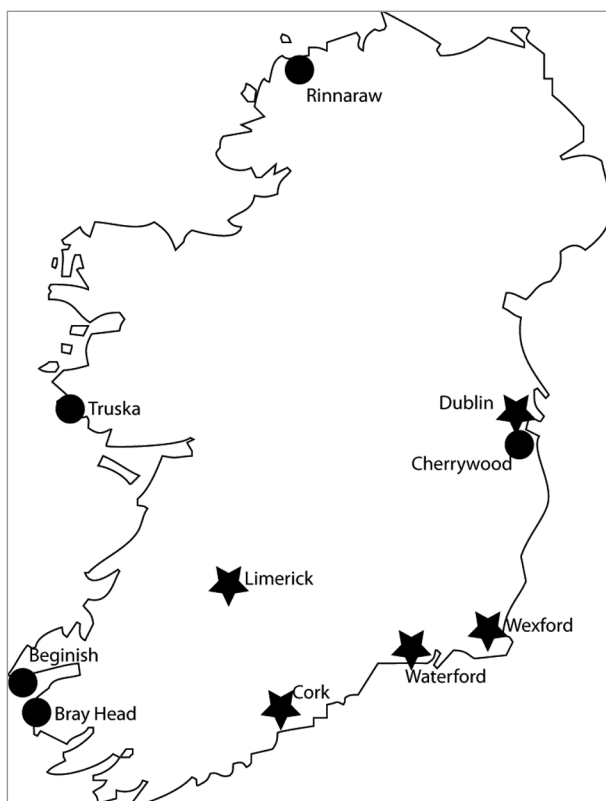 Rinnaraw
Truska
Dublin
Cherrywood
Limerick
Wexford
Beginish
Waterford
Cork
Bray Head